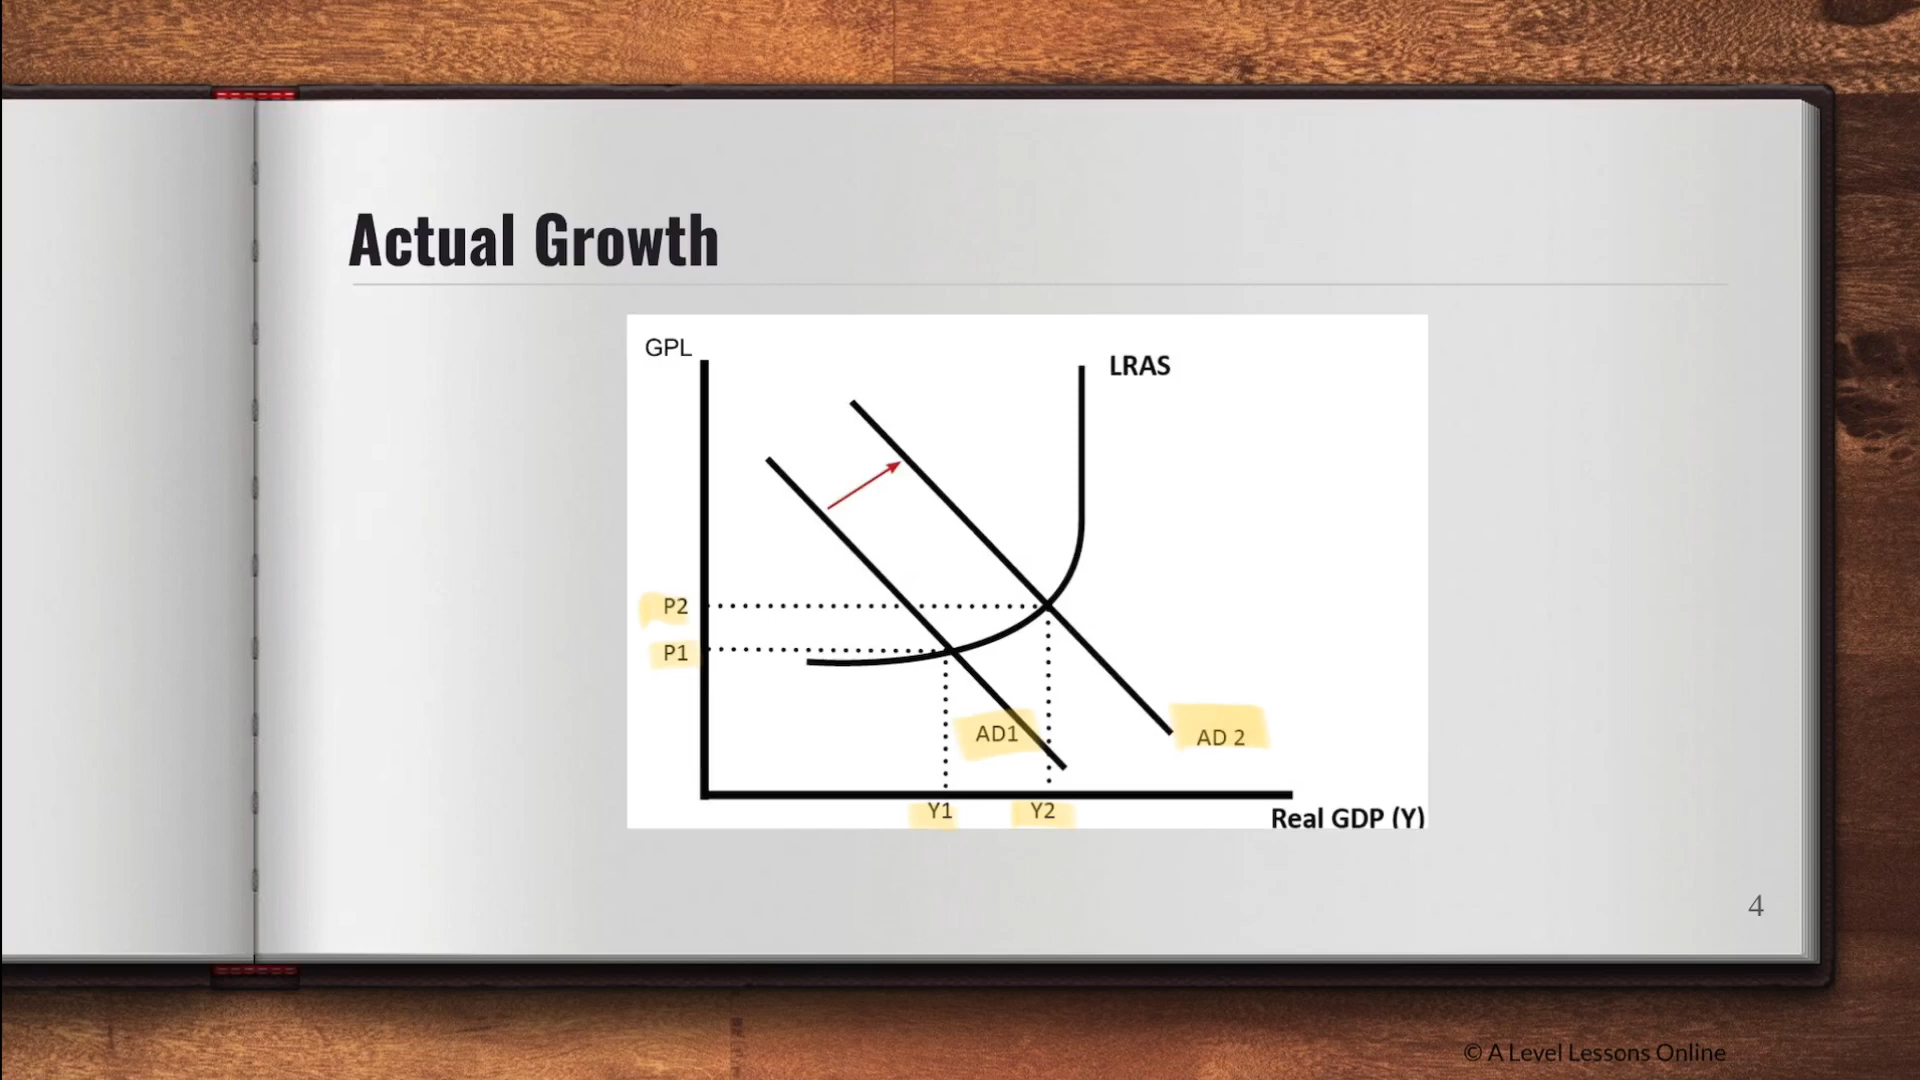 Actual Growth
GPL
LRAS
P2
P1
AD1
AD 2
Y1
Y2
Real GDP (Y)
4
© A Level Lessons Online